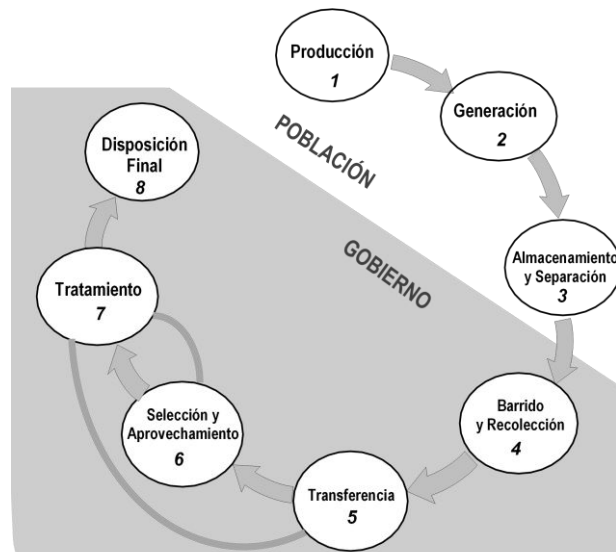 Producción
1
Generación
2
POBLACIÓN
Almacenamiento
y Separación
3
GOBIERNO
Barrido
y Recolección
4
Transferencia
5
Selección y
Aprovechamiento
6
Tratamiento
7
Disposición
Final
8